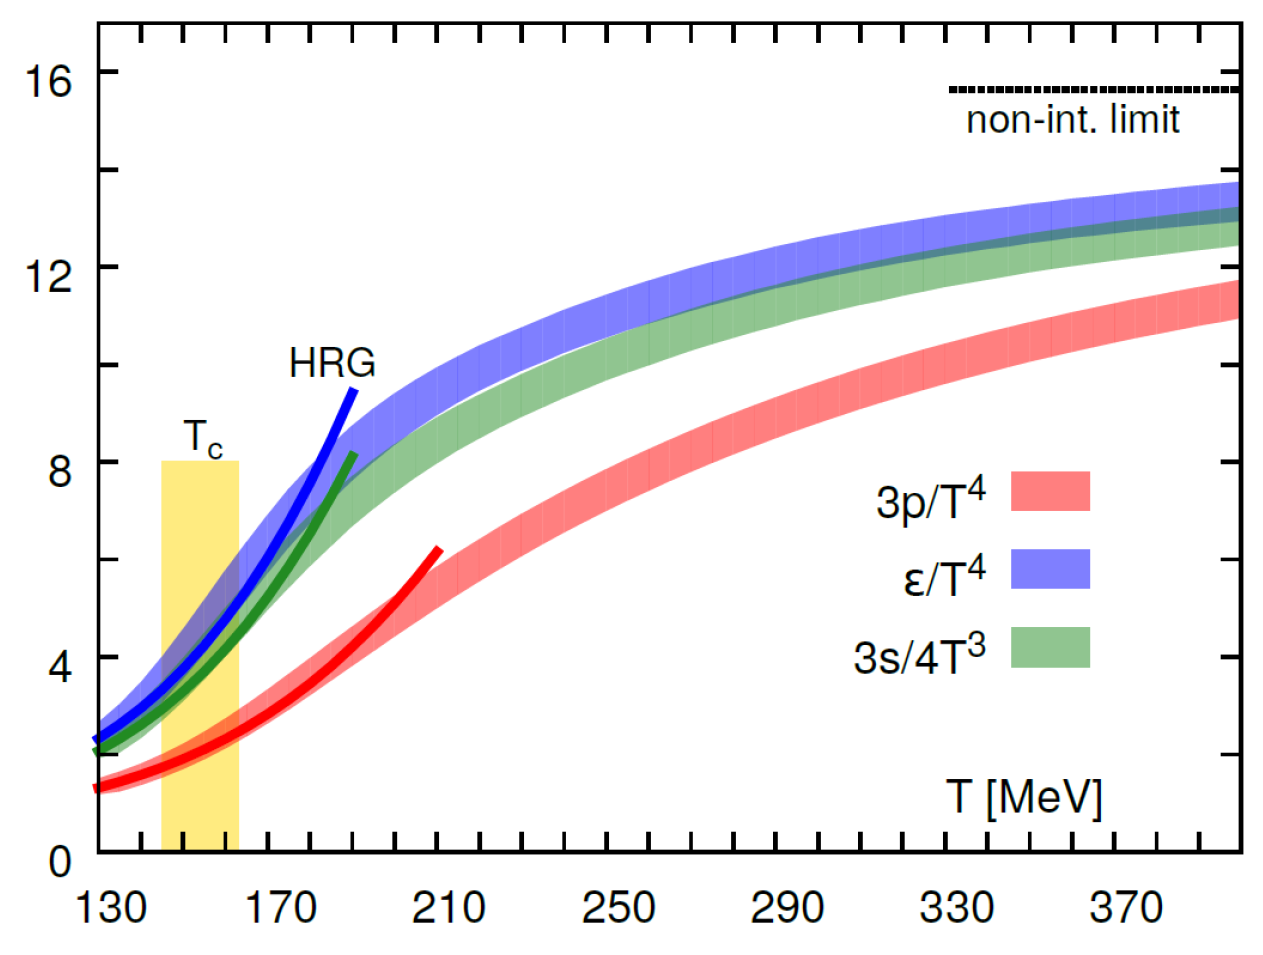 16
non-int. limit
12
HRG
T_c
8
3p/T^4
ε/T^4
4
3s/4T^3
T [MeV]
0
130 170 210 250 290 330 370